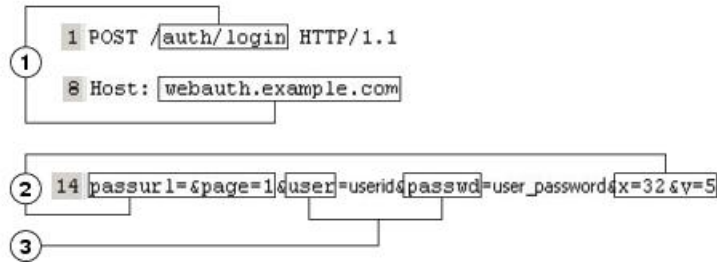 1 POST /auth/login HTTP/1.1
1
8 Host: webauth.example.com
2 14 passurl=&page=1&user=userid&passwd=user_password&x=32&y=5
3